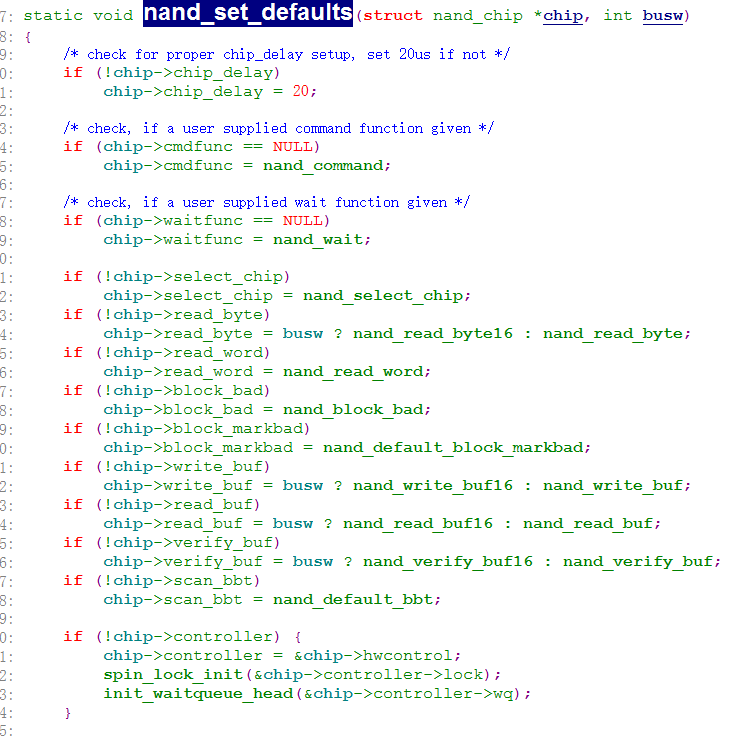 7: static void nand_set_defaults(struct nand_chip *chip, int busw)
8: {
9:     /* check for proper chip_delay setup, set 20us if not */
0:     if (!chip->chip_delay)
1:         chip->chip_delay = 20;
2:
3:     /* check, if a user supplied command function given */
4:     if (chip->cmdfunc == NULL)
5:         chip->cmdfunc = nand_command;
6:
7:     /* check, if a user supplied wait function given */
8:     if (chip->waitfunc == NULL)
9:         chip->waitfunc = nand_wait;
0:
1:     if (!chip->select_chip)
2:         chip->select_chip = nand_select_chip;
3:     if (!chip->read_byte)
4:         chip->read_byte = busw ? nand_read_byte16 : nand_read_byte;
5:     if (!chip->read_word)
6:         chip->read_word = nand_read_word;
7:     if (!chip->block_bad)
8:         chip->block_bad = nand_block_bad;
9:     if (!chip->block_markbad)
0:         chip->block_markbad = nand_default_block_markbad;
1:     if (!chip->write_buf)
2:         chip->write_buf = busw ? nand_write_buf16 : nand_write_buf;
3:     if (!chip->read_buf)
4:         chip->read_buf = busw ? nand_read_buf16 : nand_read_buf;
5:     if (!chip->verify_buf)
6:         chip->verify_buf = busw ? nand_verify_buf16 : nand_verify_buf;
7:     if (!chip->scan_bbt)
8:         chip->scan_bbt = nand_default_bbt;
9:
0:     if (!chip->controller) {
1:         chip->controller = &chip->hwcontrol;
2:         spin_lock_init(&chip->controller->lock);
3:         init_waitqueue_head(&chip->controller->wq);
4:     }
5: